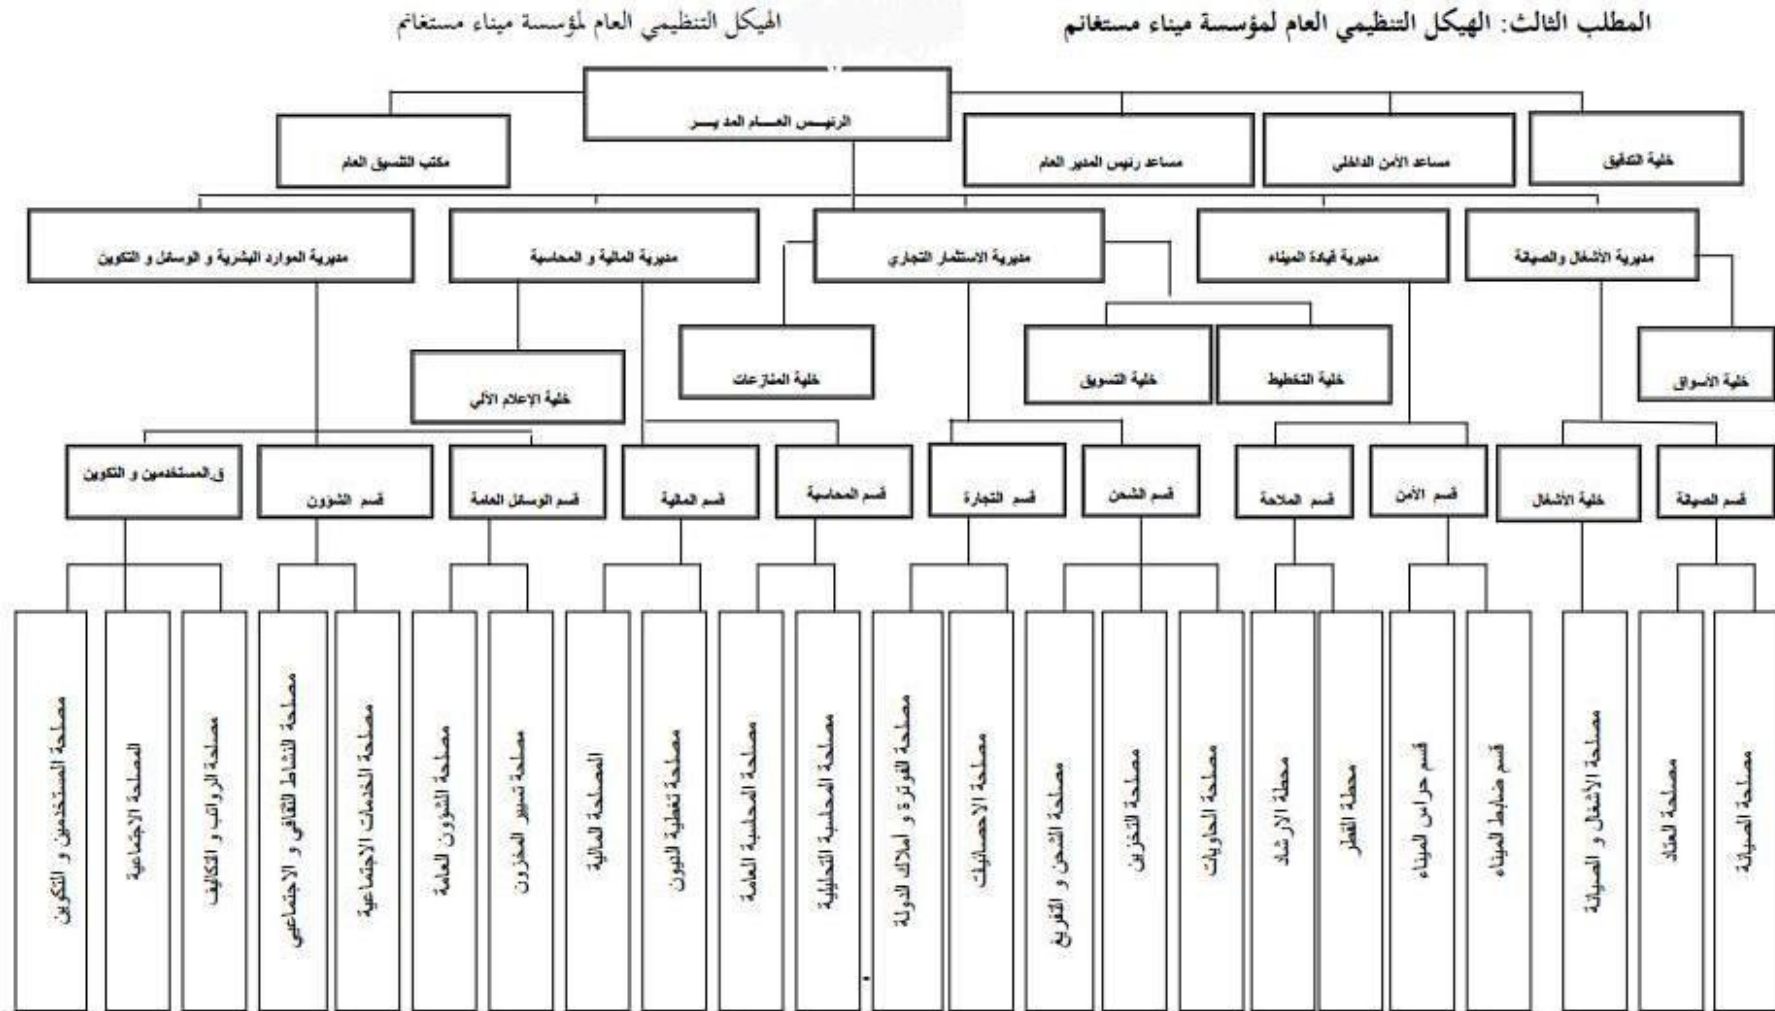 المطلب الثالث: الهيكل التنظيمي العام لمؤسسة ميناء مستغانم
الهيكل التنظيمي العام لمؤسسة ميناء مستغانم
الرئيس العام المدير
خلية التدقيق
مساعد الأمن الداخلي
مساعد رئيس المدير العام
مكتب التنسيق العام
مديرية الأشغال والصيانة
مديرية قيادة الميناء
مديرية الاستثمار التجاري
مديرية المالية و المحاسبة
مديرية الموارد البشرية و الوسائل و التكوين
خلية الأسواق
خلية التخطيط
خلية التسويق
خلية المنازعات
خلية الإعلام الآلي
قسم الصيانة
خلية الأشغال
قسم الأمن
قسم الملاحة
قسم الشحن
قسم التجارة
قسم المحاسبة
قسم المالية
قسم الوسائل العامة
قسم الشؤون
ق.المستخدمين و التكوين
مصلحة الصيانة
مصلحة العتاد
مصلحة الأشغال و الصيانة
قسم ضابط الميناء
قسم حراس الميناء
محطة القطر
محطة الارشاد
مصلحة الحاويات
مصلحة التخزين
مصلحة الشحن و التفريغ
مصلحة الاحصائيات
مصلحة الفوترة و أملاك الدولة
مصلحة المحاسبة التحليلية
مصلحة المحاسبة العامة
مصلحة تغطية الديون
المصلحة المالية
مصلحة تسيير المخزون
مصلحة الشؤون العامة
مصلحة الخدمات الاجتماعية
مصلحة النشاط الثقافي و الاجتماعي
مصلحة الرواتب و التكاليف
المصلحة الاجتماعية
مصلحة المستخدمين و التكوين